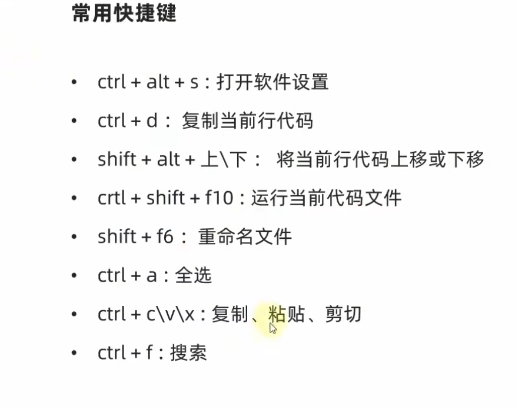 常用快捷键
• ctrl + alt + s : 打开软件设置
• ctrl + d ： 复制当前行代码
• shift + alt + 上\下 ： 将当前行代码上移或下移
• crtl + shift + f10 : 运行当前代码文件
• shift + f6 ： 重命名文件
• ctrl + a : 全选
• ctrl + c\v\x : 复制、粘贴、剪切
• ctrl + f : 搜索